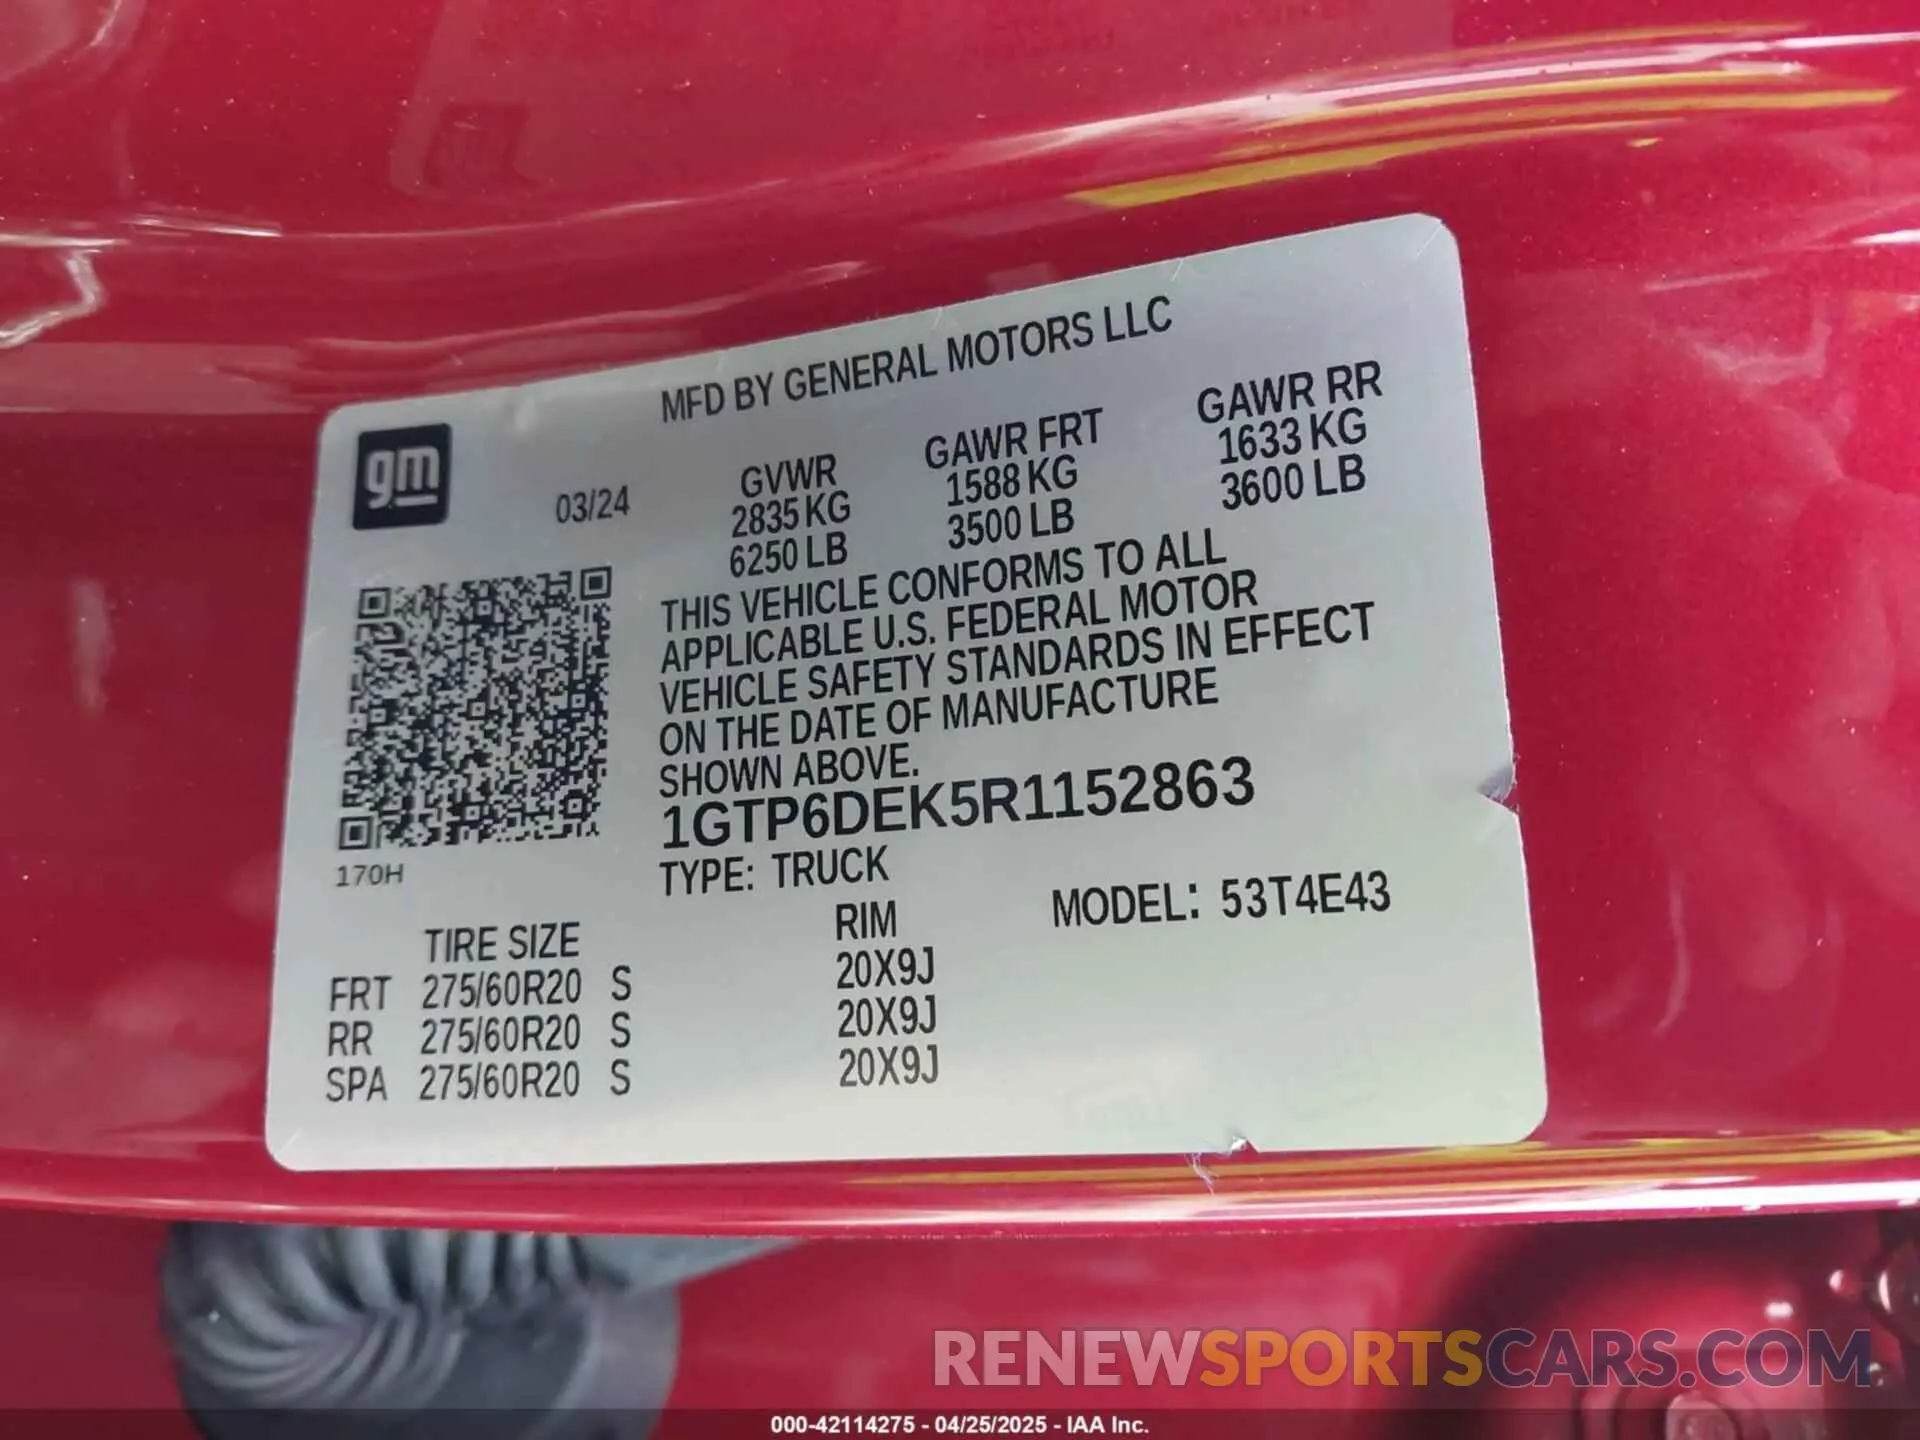 MFD BY GENERAL MOTORS LLC
gm
03/24
GVWR
2835 KG
6250 LB
GAWR FRT
1588 KG
3500 LB
GAWR RR
1633 KG
3600 LB
THIS VEHICLE CONFORMS TO ALL
APPLICABLE U.S. FEDERAL MOTOR
VEHICLE SAFETY STANDARDS IN EFFECT
ON THE DATE OF MANUFACTURE
SHOWN ABOVE.
1GTP6DEK5R1152863
170H
TYPE: TRUCK
MODEL: 53T4E43
TIRE SIZE RIM
FRT 275/60R20 S 20X9J
RR 275/60R20 S 20X9J
SPA 275/60R20 S 20X9J
RENEWSPORTSCARS.COM
000-42114275 - 04/25/2025 - IAA Inc.